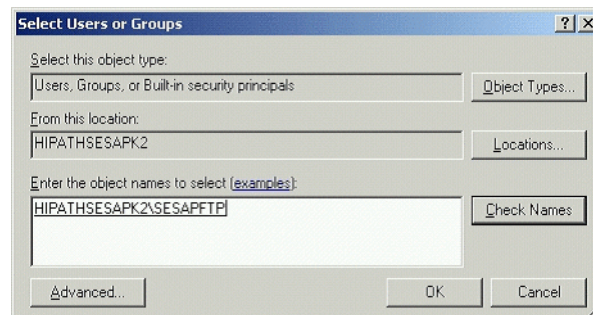 Select Users or Groups
? X
Select this object type:
Users, Groups, or Built-in security principals
Object Types...
From this location:
HIPATHSESAPK2
Locations...
Enter the object names to select (examples):
HIPATHSESAPK2\SESAPFTP
Check Names
Advanced...
OK
Cancel